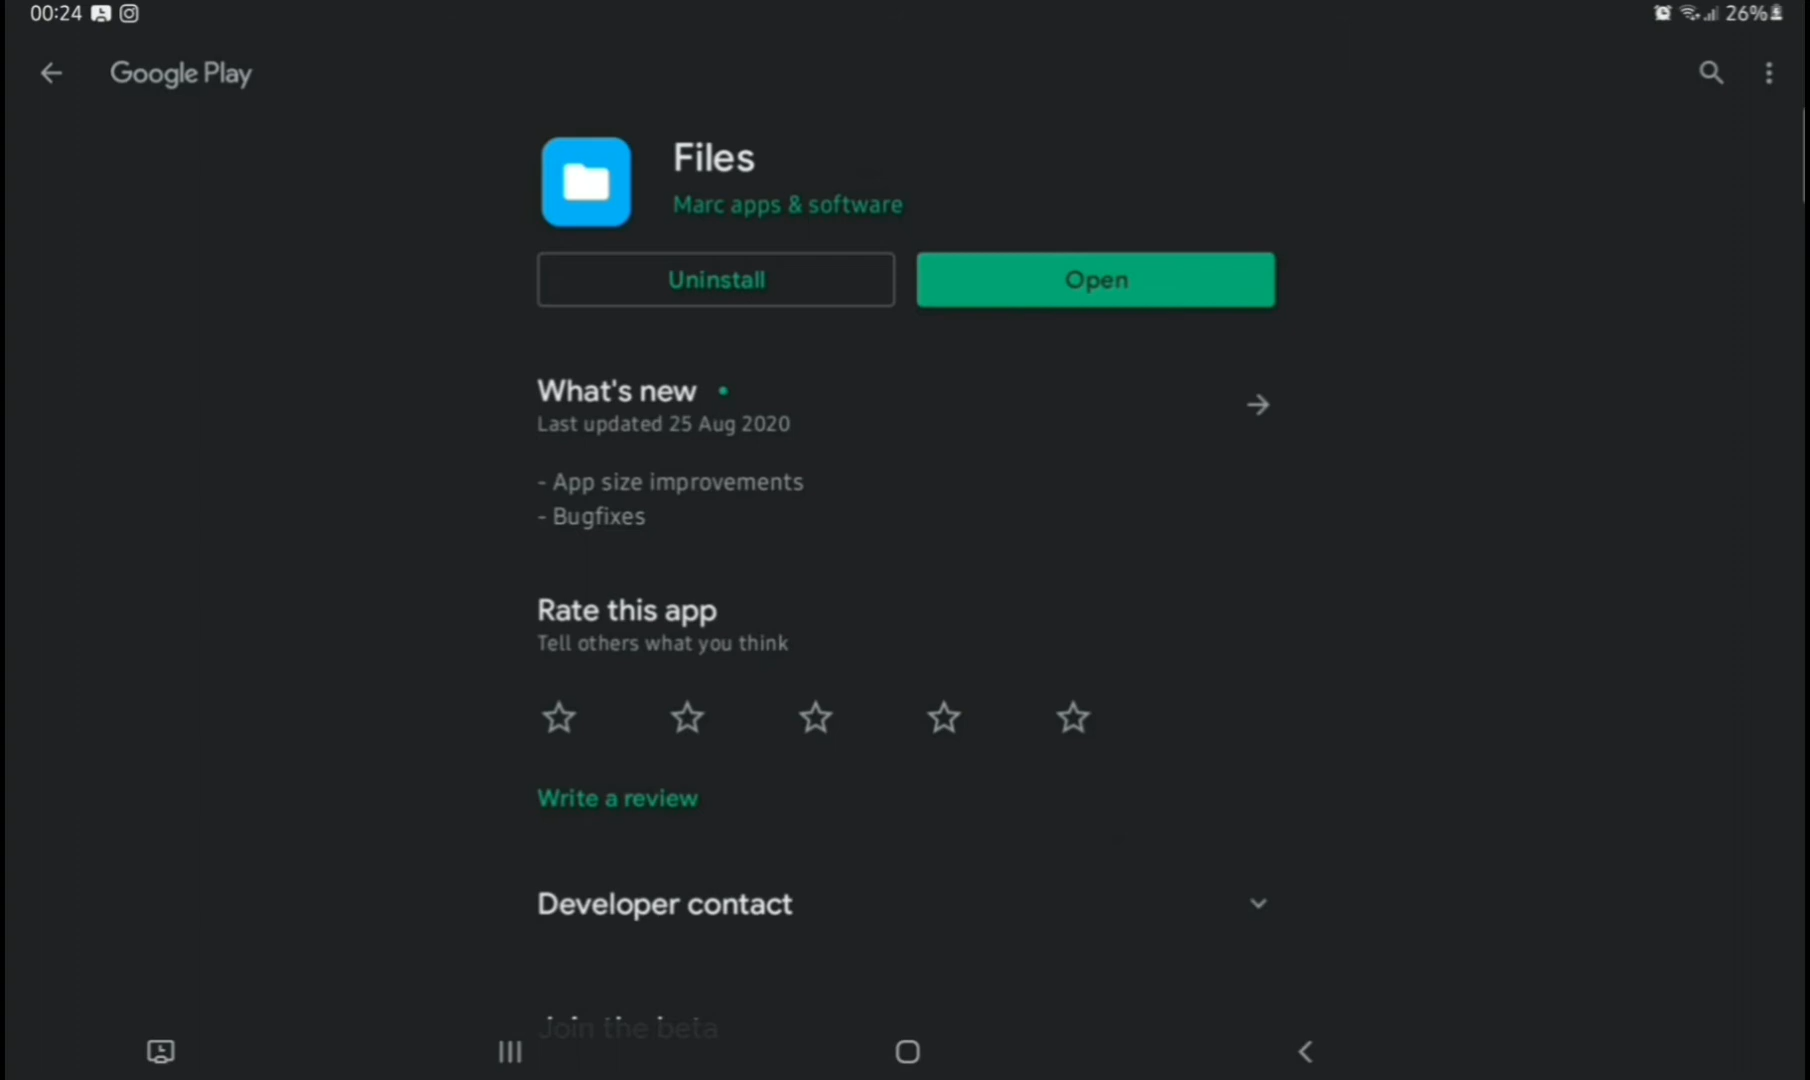 00:24
26%
Google Play
Files
Marc apps & software
Uninstall
Open
What's new
Last updated 25 Aug 2020
- App size improvements
- Bugfixes
Rate this app
Tell others what you think
Write a review
Developer contact
Join the beta